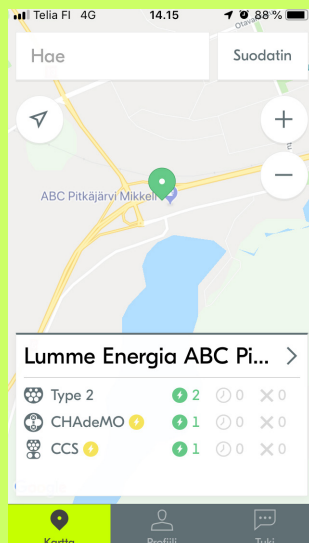 Telia FI 4G 14.15 88 %
Otava
Hae
Suodatin
ABC Pitkäjärvi Mikkeli
Lumme Energia ABC Pi...
Type 2 2 0 0
CHAdeMO 1 0 0
CCS 1 0 0
Kartta Profiili Tuki